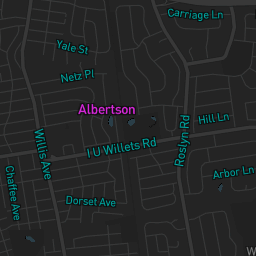 Carriage Ln
Yale St
Netz Pl
Albertson
Hill Ln
Willis Ave
I U Willets Rd
Roslyn Rd
Chaffee Ave
Arbor Ln
Dorset Ave
W